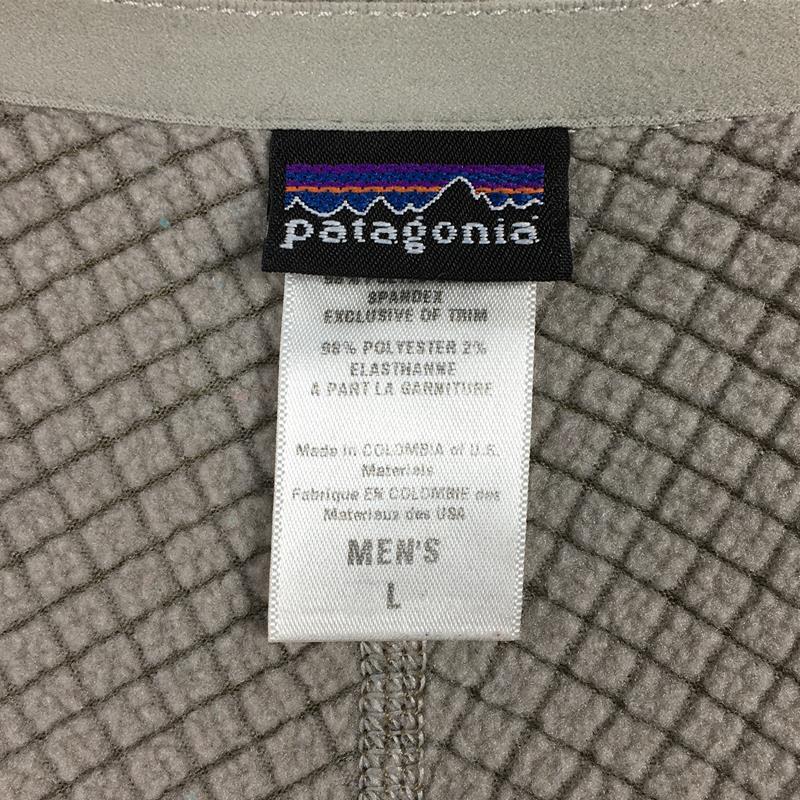 patagonia
SPANDEX
EXCLUSIVE OF TRIM
98% POLYESTER 2%
ELASTHANNE
A PART LA GARNITURE
Made in COLOMBIA of U.S.
Materials
Fabrique EN COLOMBIE des
Materiaux des USA
MEN'S
L